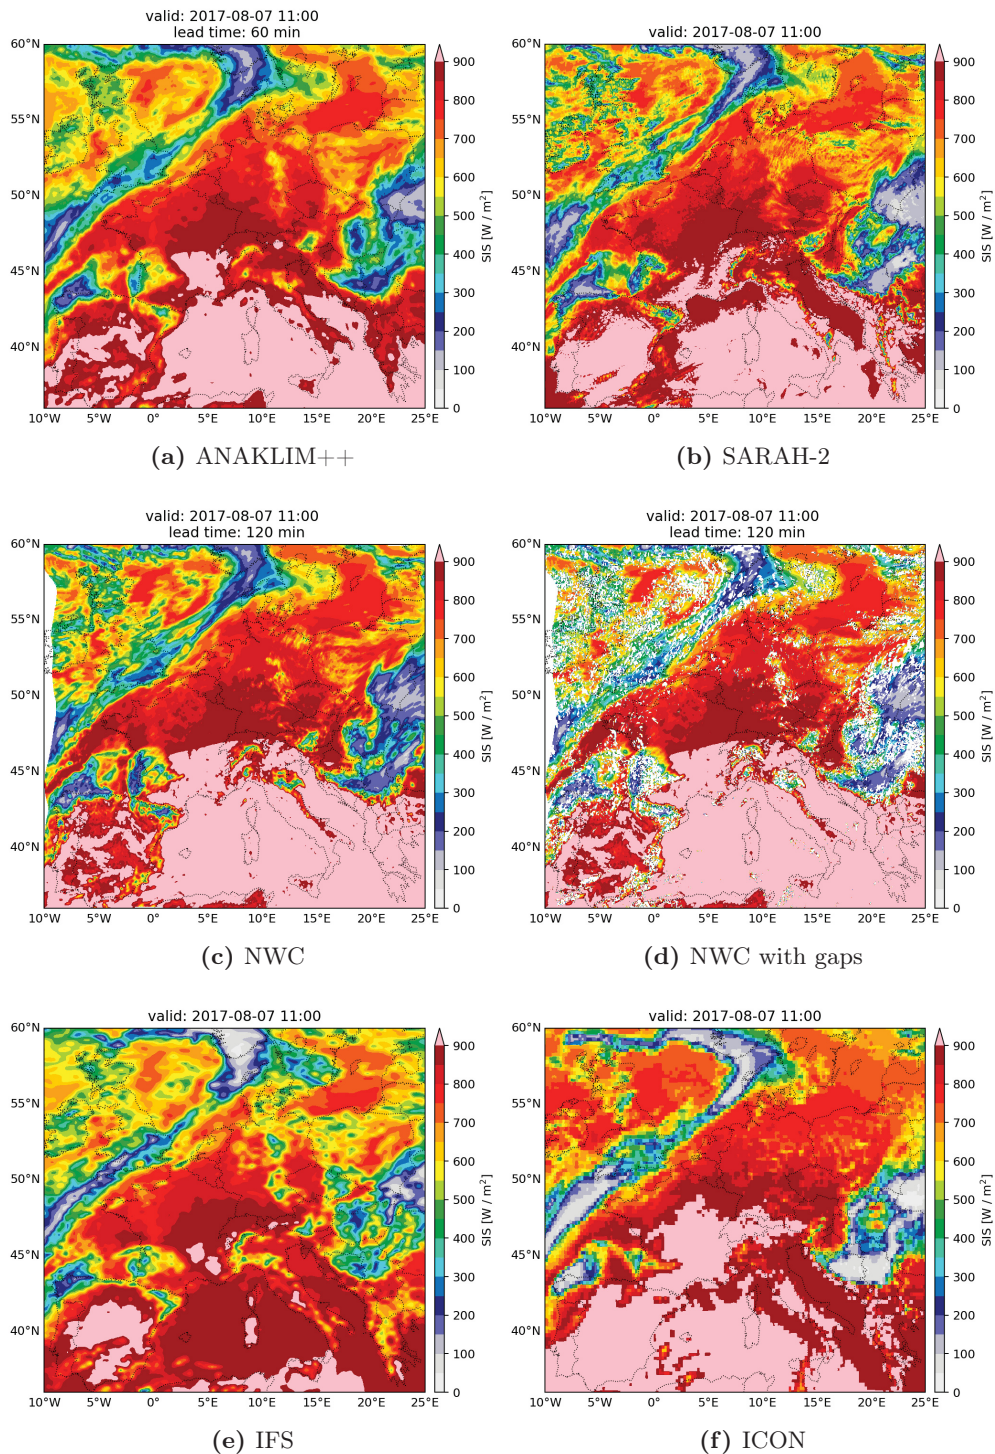 valid: 2017-08-07 11:00
lead time: 60 min
60°N
55°N
50°N
45°N
40°N
10°W 5°W 0° 5°E 10°E 15°E 20°E 25°E
900
800
700
600
500
400
300
200
100
0
SIS [W / m²]
(a) ANAKLIM++
valid: 2017-08-07 11:00
60°N
55°N
50°N
45°N
40°N
10°W 5°W 0° 5°E 10°E 15°E 20°E 25°E
900
800
700
600
500
400
300
200
100
0
SIS [W / m²]
(b) SARAH-2
valid: 2017-08-07 11:00
lead time: 120 min
60°N
55°N
50°N
45°N
40°N
10°W 5°W 0° 5°E 10°E 15°E 20°E 25°E
900
800
700
600
500
400
300
200
100
0
SIS [W / m²]
(c) NWC
valid: 2017-08-07 11:00
lead time: 120 min
60°N
55°N
50°N
45°N
40°N
10°W 5°W 0° 5°E 10°E 15°E 20°E 25°E
900
800
700
600
500
400
300
200
100
0
SIS [W / m²]
(d) NWC with gaps
valid: 2017-08-07 11:00
60°N
55°N
50°N
45°N
40°N
10°W 5°W 0° 5°E 10°E 15°E 20°E 25°E
900
800
700
600
500
400
300
200
100
0
SIS [W / m²]
(e) IFS
valid: 2017-08-07 11:00
60°N
55°N
50°N
45°N
40°N
10°W 5°W 0° 5°E 10°E 15°E 20°E 25°E
900
800
700
600
500
400
300
200
100
0
SIS [W / m²]
(f) ICON